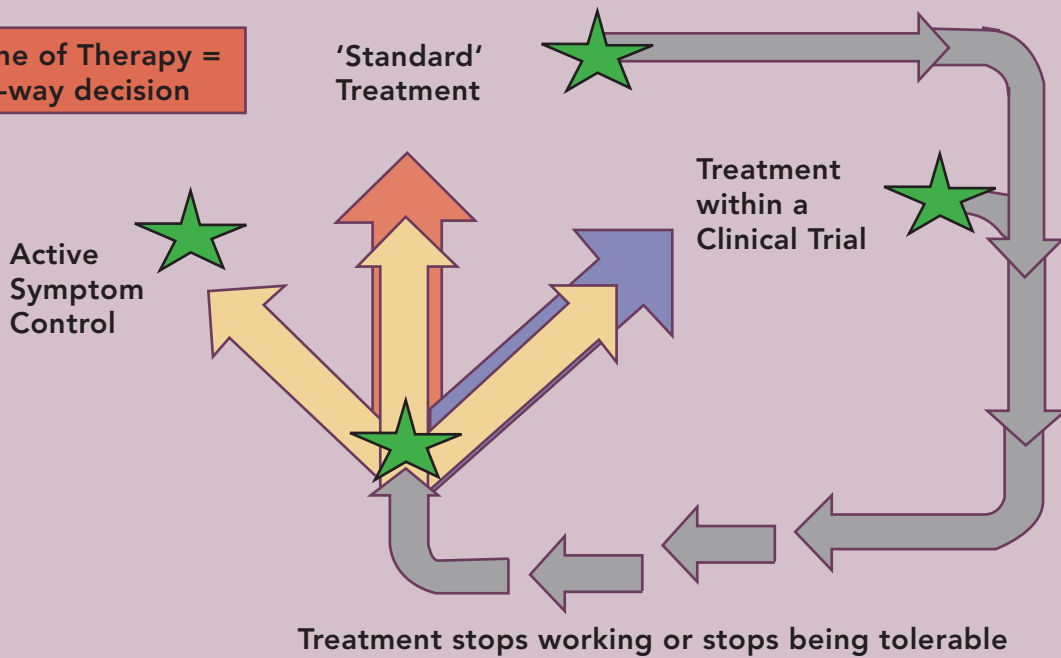 ne of Therapy =
-way decision
‘Standard‘
Treatment
Treatment
within a
Clinical Trial
Active
Symptom
Control
Treatment stops working or stops being tolerable